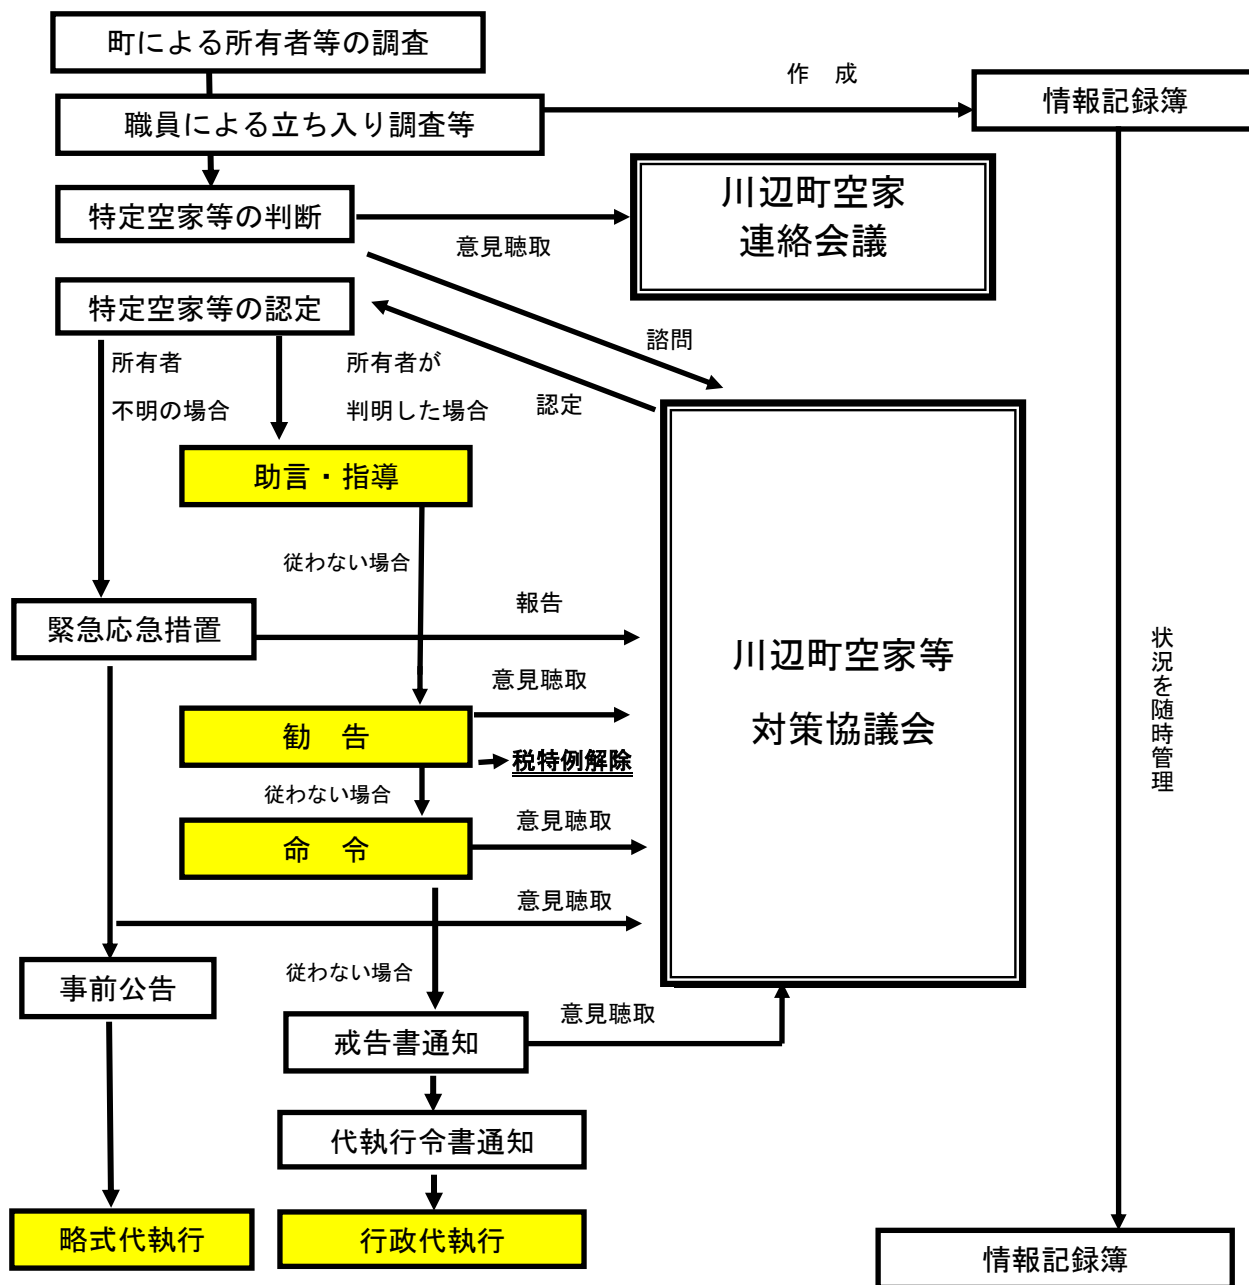 町による所有者等の調査
作　成
情報記録簿
職員による立ち入り調査等
川辺町空家
連絡会議
特定空家等の判断
意見聴取
特定空家等の認定
諮問
所有者
不明の場合
所有者が
判明した場合
認定
助言・指導
従わない場合
緊急応急措置
報告
川辺町空家等
対策協議会
状況を随時管理
意見聴取
勧　告
税特例解除
従わない場合
命　令
意見聴取
意見聴取
従わない場合
事前公告
意見聴取
戒告書通知
代執行令書通知
略式代執行
行政代執行
情報記録簿